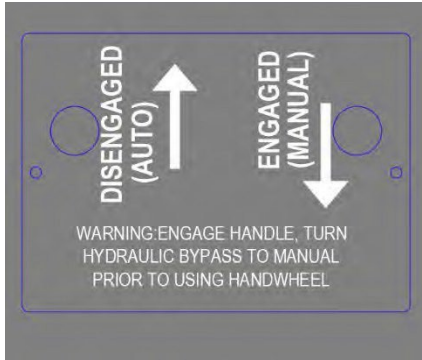 DISENGAGED
(AUTO)
ENGAGED
(MANUAL)
WARNING:ENGAGE HANDLE, TURN
HYDRAULIC BYPASS TO MANUAL
PRIOR TO USING HANDWHEEL